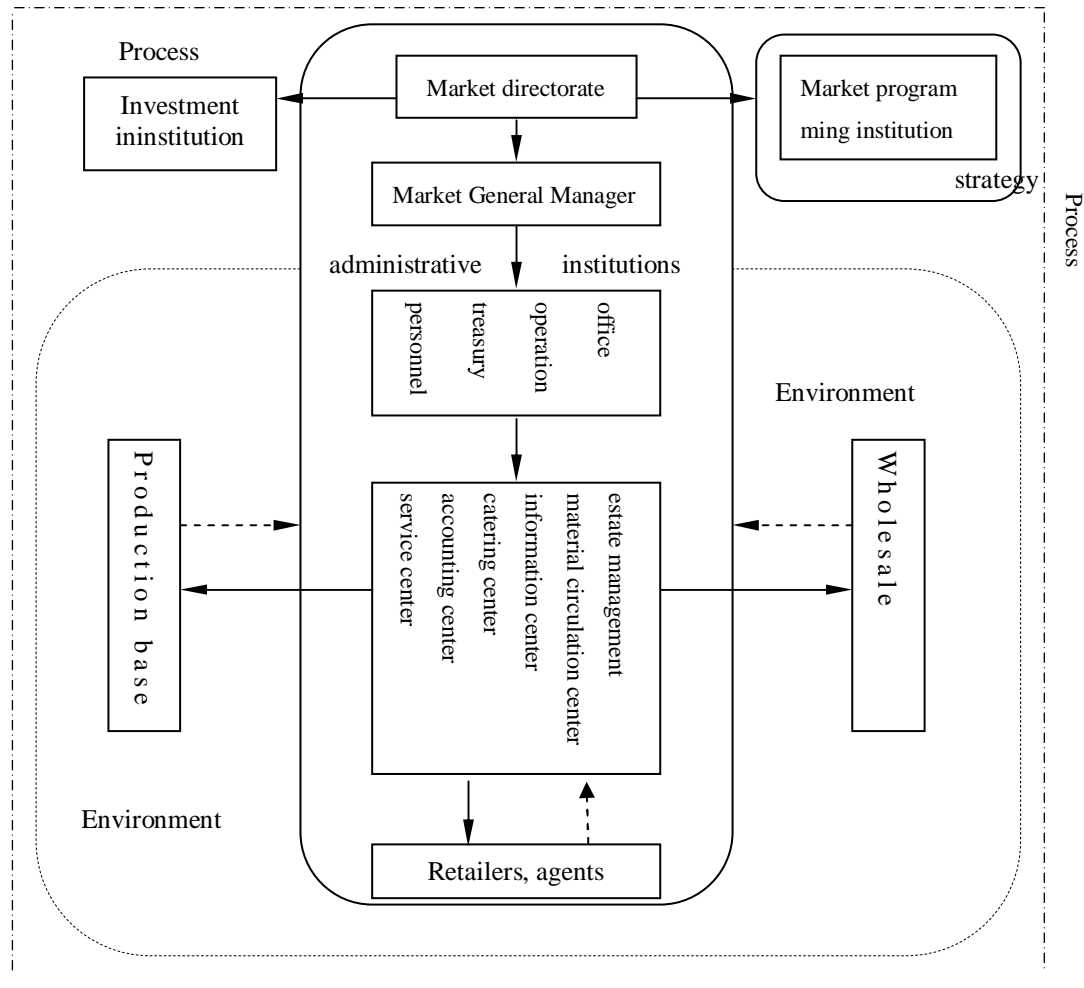 Process
Investment
ininstitution
Market directorate
Market program
ming institution
strategy
Process
Market General Manager
administrative institutions
personnel
treasury
operation
office
Environment
Production base
service center
accounting center
catering center
information center
material circulation center
estate management
Wholesale
Environment
Retailers, agents